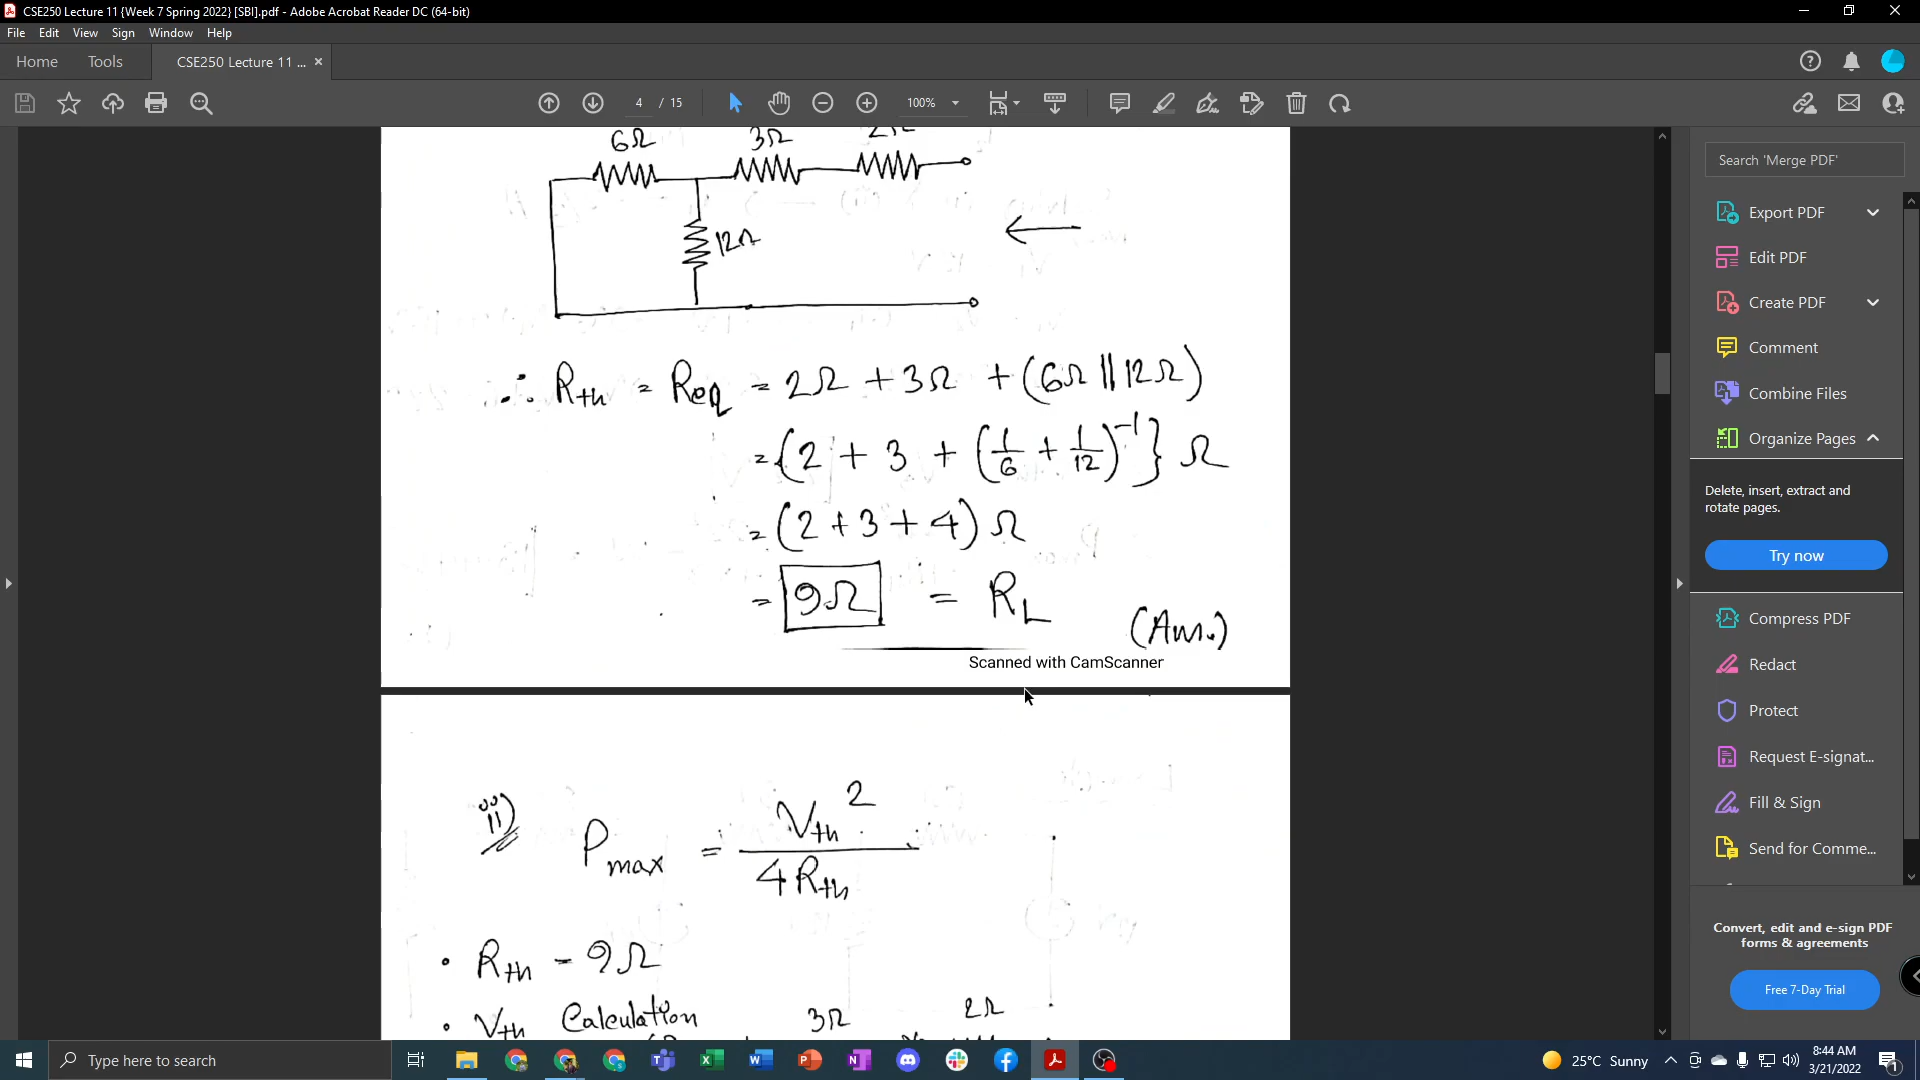 CSE250 Lecture 11 {Week 7 Spring 2022} [SBI].pdf - Adobe Acrobat Reader DC (64-bit)
File Edit View Sign Window Help
Home Tools CSE250 Lecture 11 ... ×
4 / 15 100%
6Ω 3Ω 2Ω
12Ω
∴ Rth = Req = 2Ω + 3Ω + (6Ω || 12Ω)
= {2 + 3 + (1/6 + 1/12)^-1} Ω
= (2 + 3 + 4) Ω
= 9Ω = RL (Ans.)
Scanned with CamScanner
ii) Pmax = Vth² / 4Rth
• Rth = 9Ω
• Vth Calculation 3Ω 2Ω
Search 'Merge PDF'
Export PDF
Edit PDF
Create PDF
Comment
Combine Files
Organize Pages
Delete, insert, extract and
rotate pages.
Try now
Compress PDF
Redact
Protect
Request E-signat...
Fill & Sign
Send for Comme...
Convert, edit and e-sign PDF
forms & agreements
Free 7-Day Trial
Type here to search
25°C Sunny
8:44 AM
3/21/2022
1